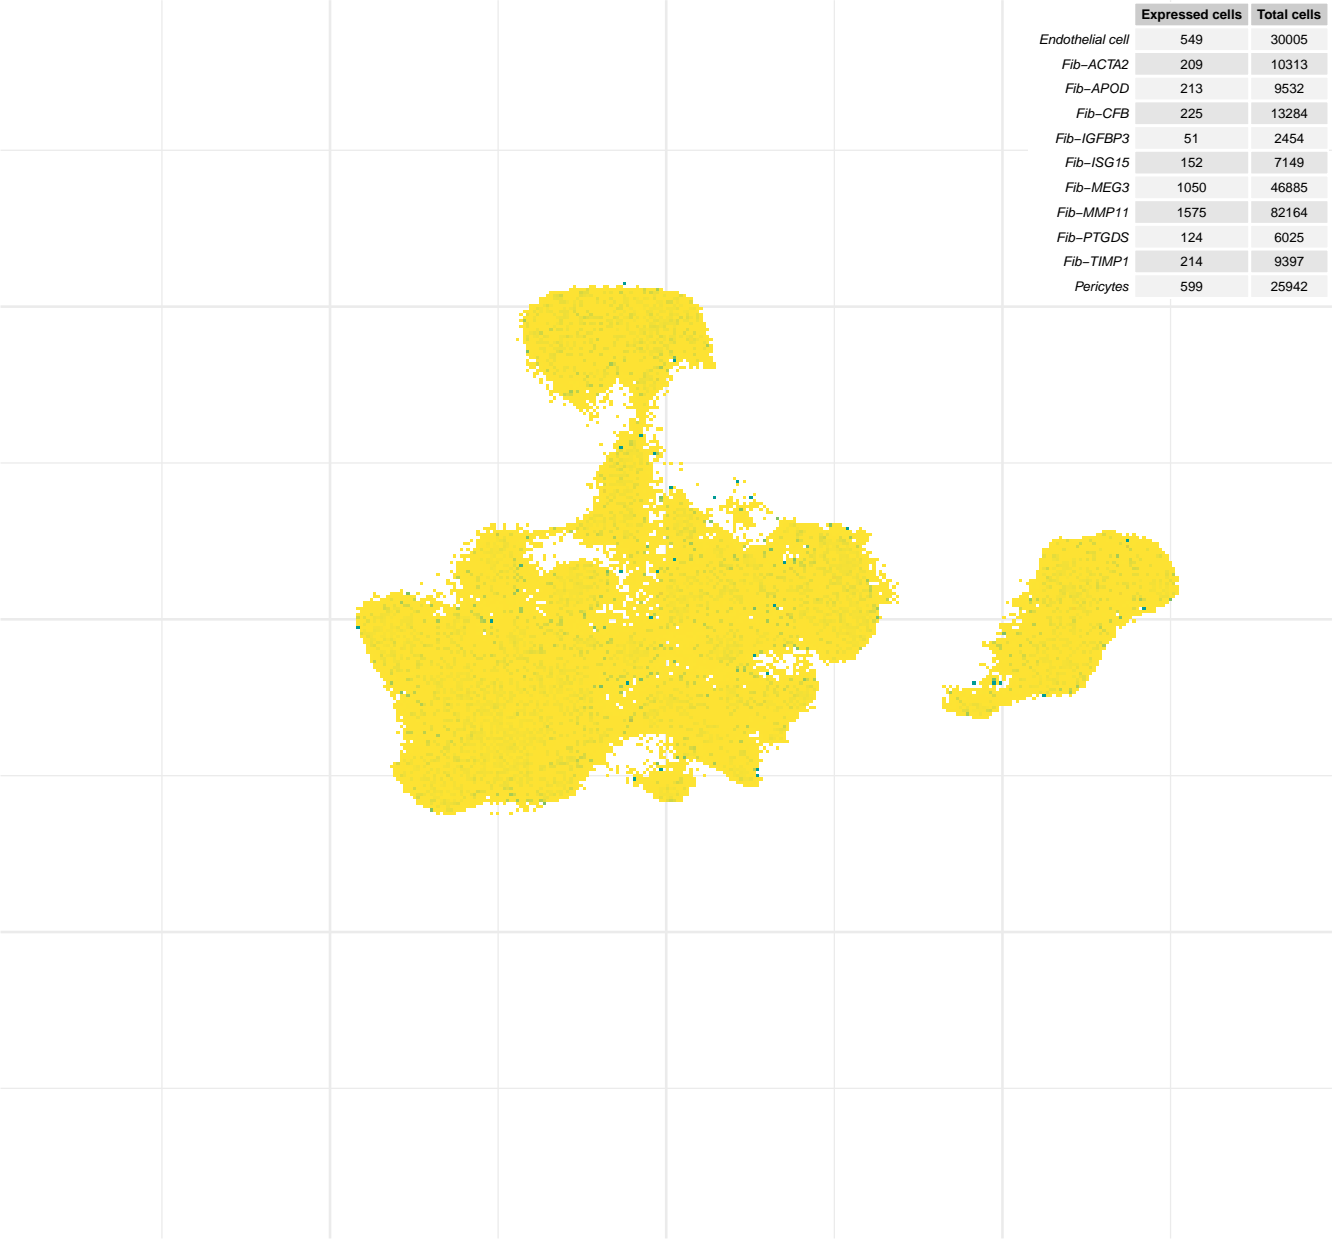 Expressed cells Total cells
Endothelial cell 549 30005
Fib−ACTA2 209 10313
Fib−APOD 213 9532
Fib−CFB 225 13284
Fib−IGFBP3 51 2454
Fib−ISG15 152 7149
Fib−MEG3 1050 46885
Fib−MMP11 1575 82164
Fib−PTGDS 124 6025
Fib−TIMP1 214 9397
Pericytes 599 25942